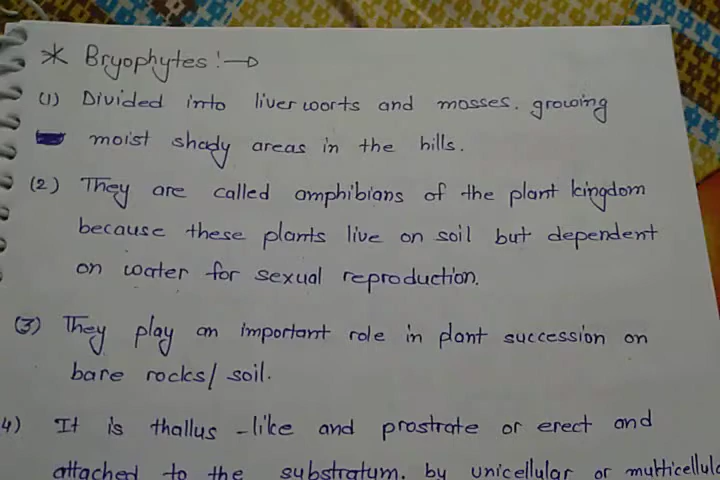 * Bryophytes :→
(1) Divided into liverworts and mosses. growing
moist shady areas in the hills.
(2) They are called amphibians of the plant kingdom
because these plants live on soil but dependent
on water for sexual reproduction.
(3) They play an important role in plant succession on
bare rocks/ soil.
4) It is thallus -like and prostrate or erect and
attached to the substratum. by unicellular or multicellula